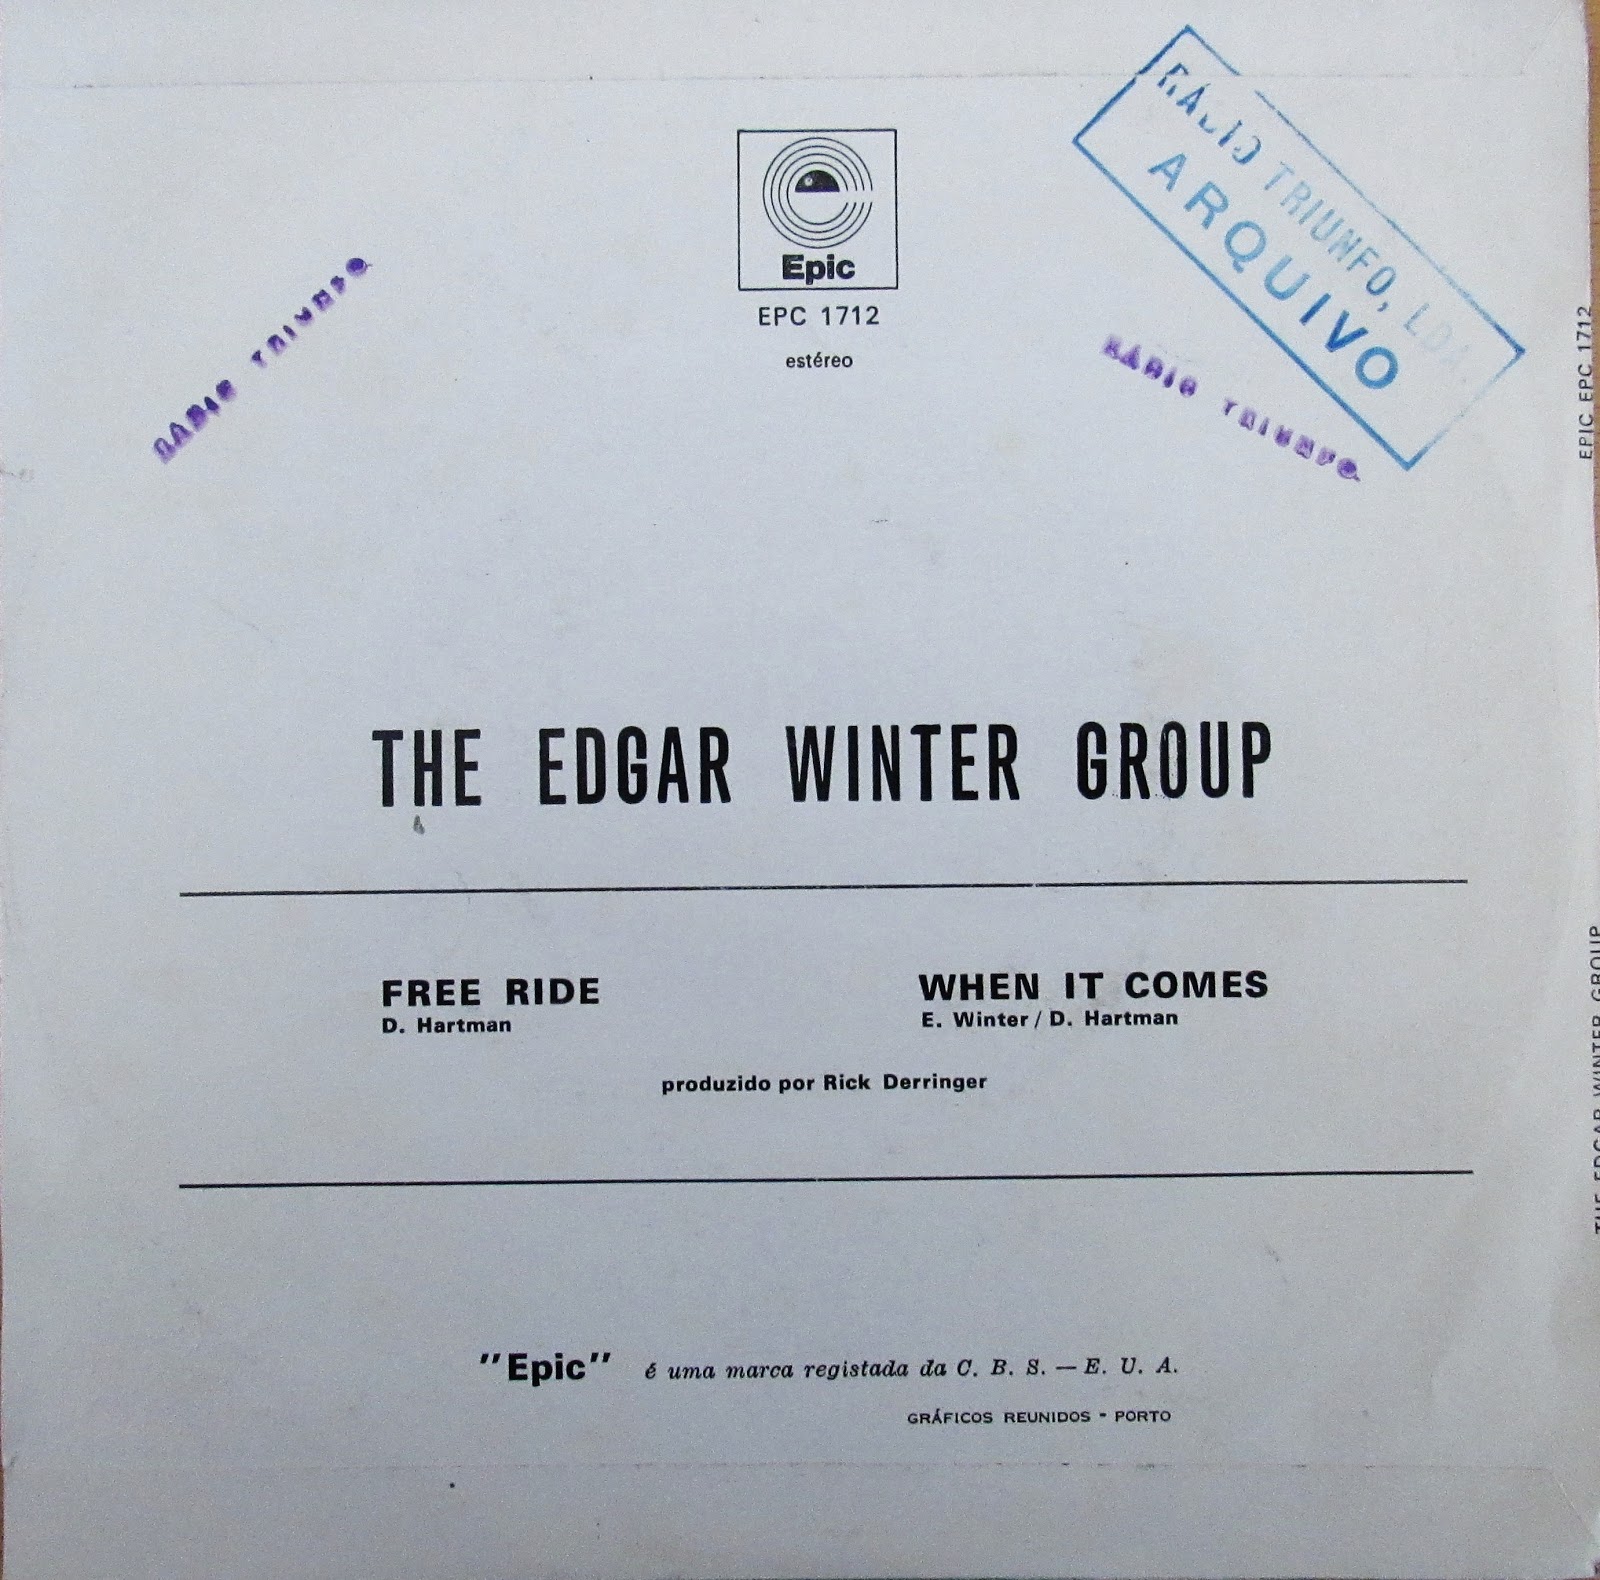 RÁDIO TRIUNFO, LDA.
ARQUIVO
Epic
EPC 1712
estéreo
RADIO TRIUNFO
RÁDIO TRIUNFO
EPIC EPC 1712
THE EDGAR WINTER GROUP
FREE RIDE
D. Hartman
WHEN IT COMES
E. Winter / D. Hartman
produzido por Rick Derringer
THE EDGAR WINTER GROUP
"Epic" é uma marca registada da C. B. S. — E. U. A.
GRÁFICOS REUNIDOS - PORTO